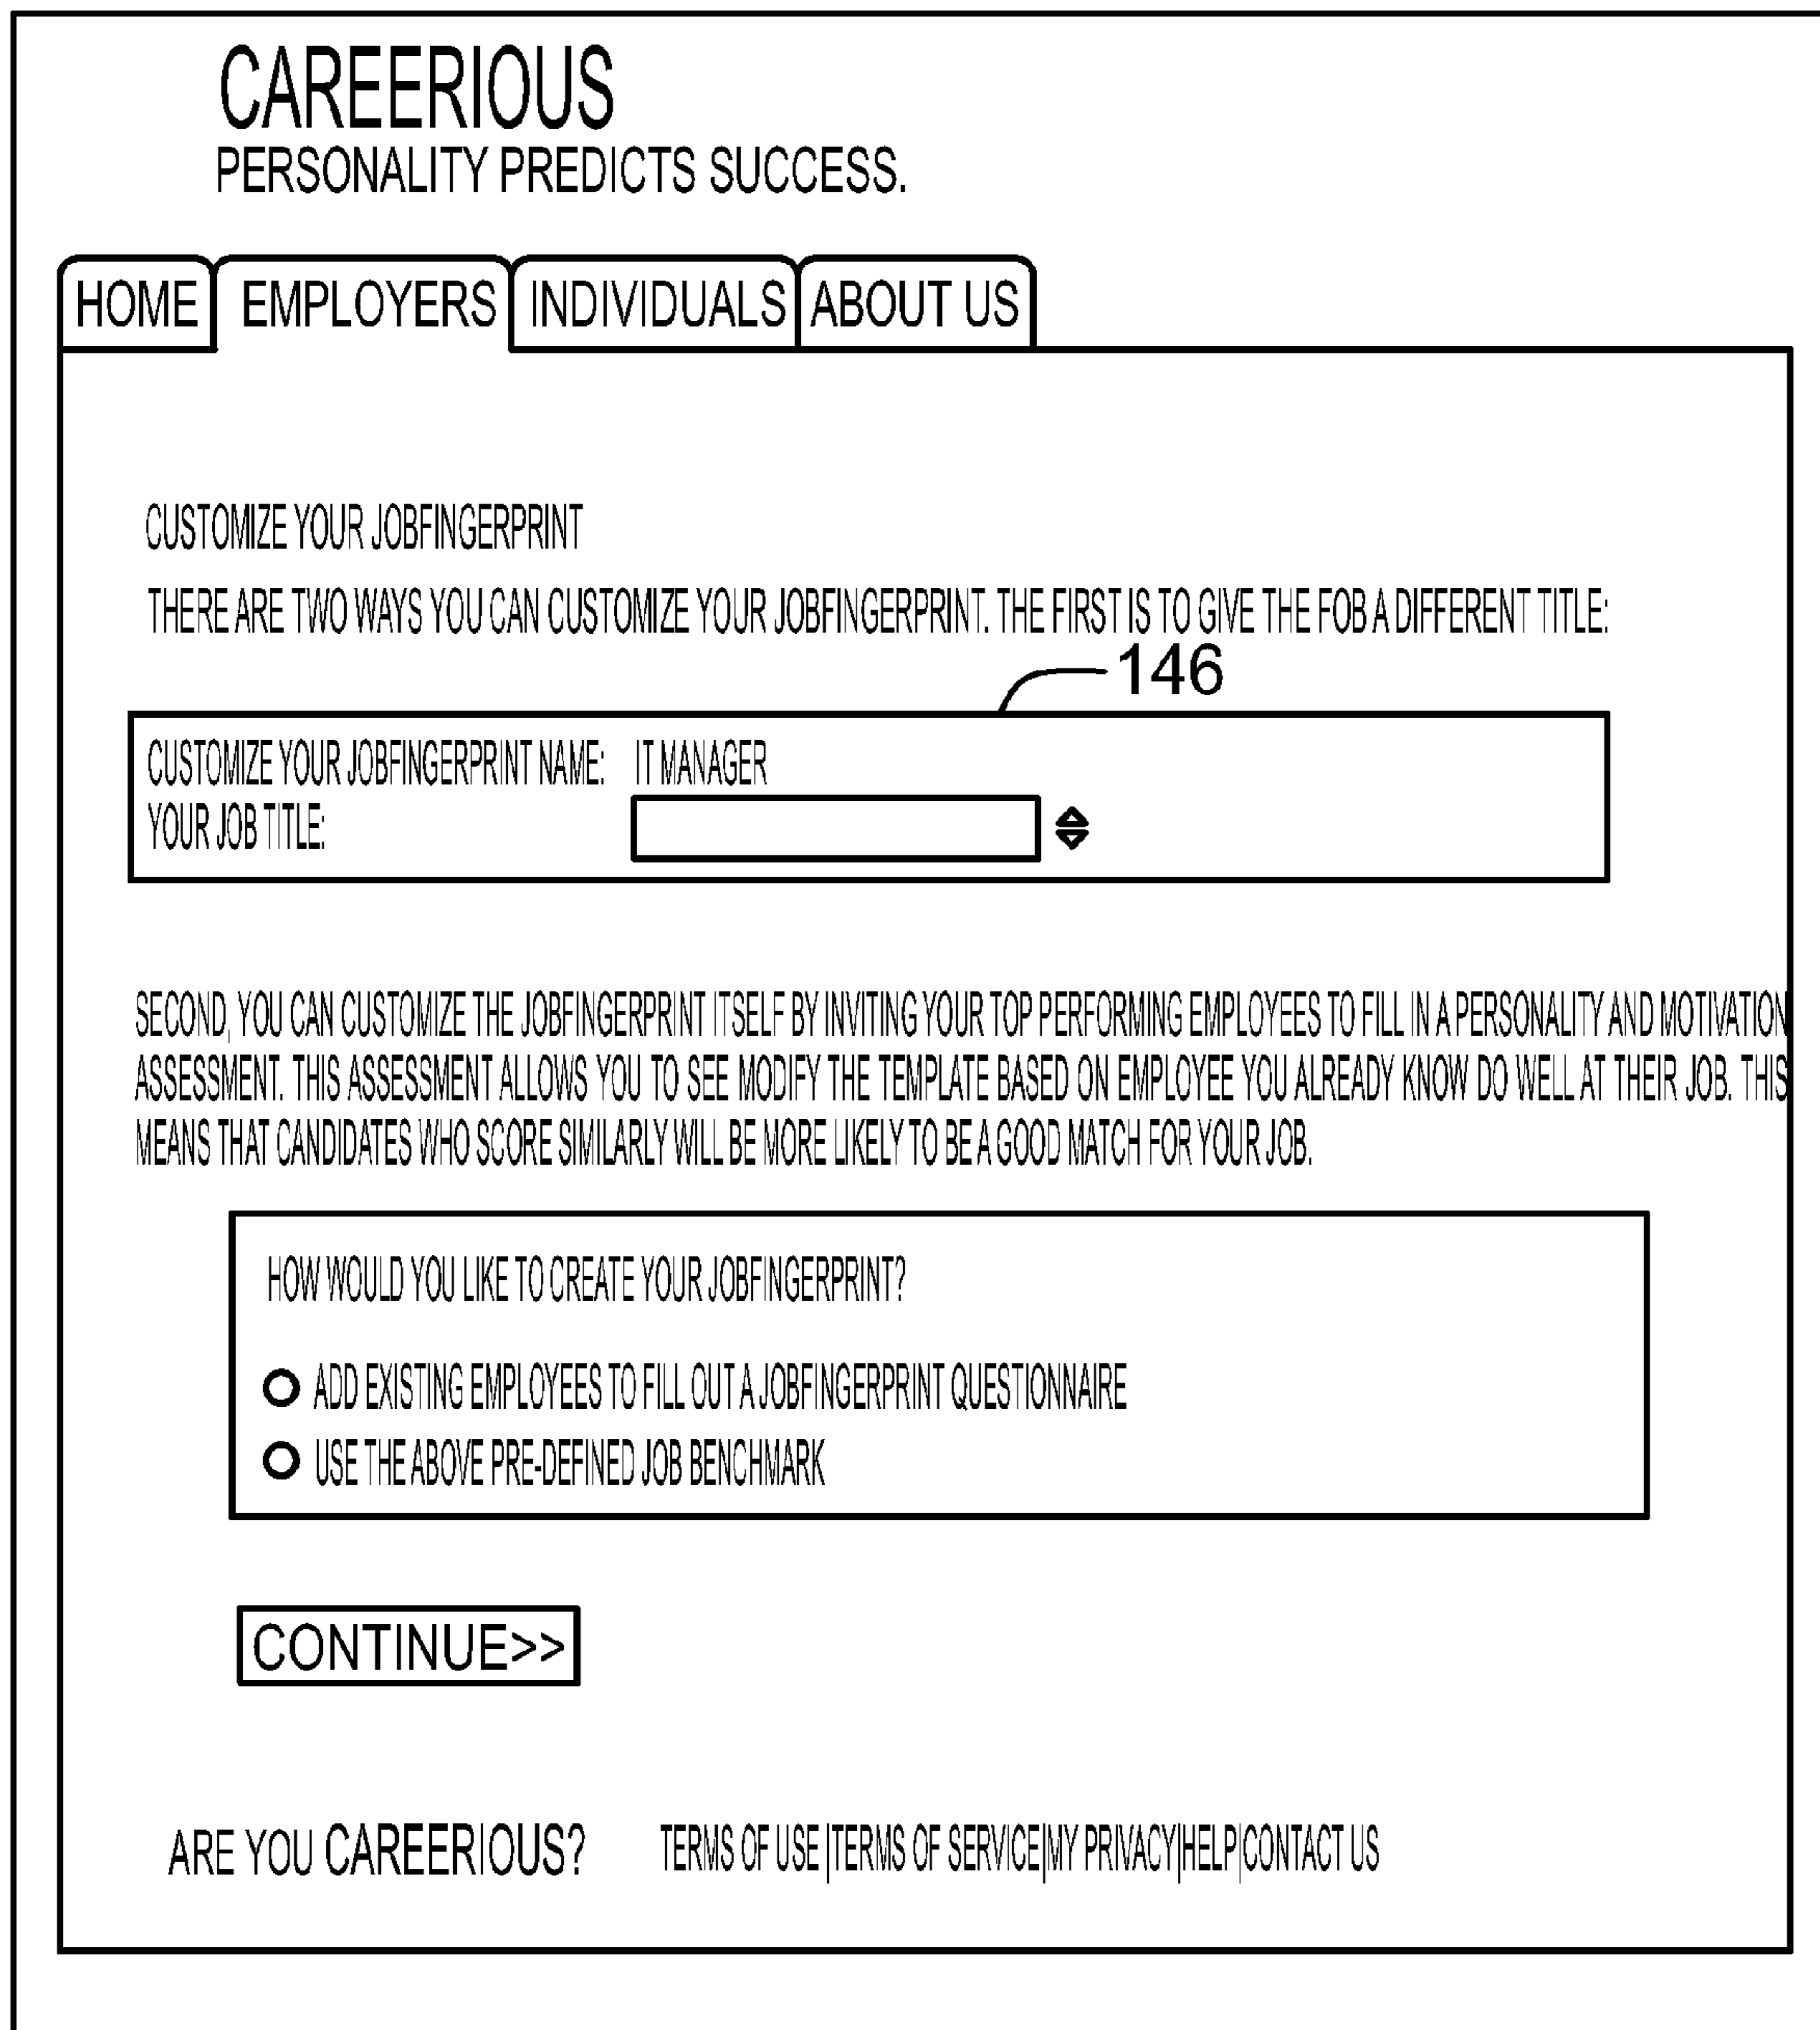 CAREERIOUS
PERSONALITY PREDICTS SUCCESS.
HOME EMPLOYERS INDIVIDUALS ABOUT US
CUSTOMIZE YOUR JOBFINGERPRINT
THERE ARE TWO WAYS YOU CAN CUSTOMIZE YOUR JOBFINGERPRINT. THE FIRST IS TO GIVE THE FOB A DIFFERENT TITLE:
146
CUSTOMIZE YOUR JOBFINGERPRINT NAME: IT MANAGER
YOUR JOB TITLE:
SECOND, YOU CAN CUSTOMIZE THE JOBFINGERPRINT ITSELF BY INVITING YOUR TOP PERFORMING EMPLOYEES TO FILL IN A PERSONALITY AND MOTIVATION
ASSESSMENT. THIS ASSESSMENT ALLOWS YOU TO SEE MODIFY THE TEMPLATE BASED ON EMPLOYEE YOU ALREADY KNOW DO WELL AT THEIR JOB. THIS
MEANS THAT CANDIDATES WHO SCORE SIMILARLY WILL BE MORE LIKELY TO BE A GOOD MATCH FOR YOUR JOB.
HOW WOULD YOU LIKE TO CREATE YOUR JOBFINGERPRINT?
ADD EXISTING EMPLOYEES TO FILL OUT A JOBFINGERPRINT QUESTIONNAIRE
USE THE ABOVE PRE-DEFINED JOB BENCHMARK
CONTINUE>>
ARE YOU CAREERIOUS? TERMS OF USE |TERMS OF SERVICE|MY PRIVACY|HELP|CONTACT US